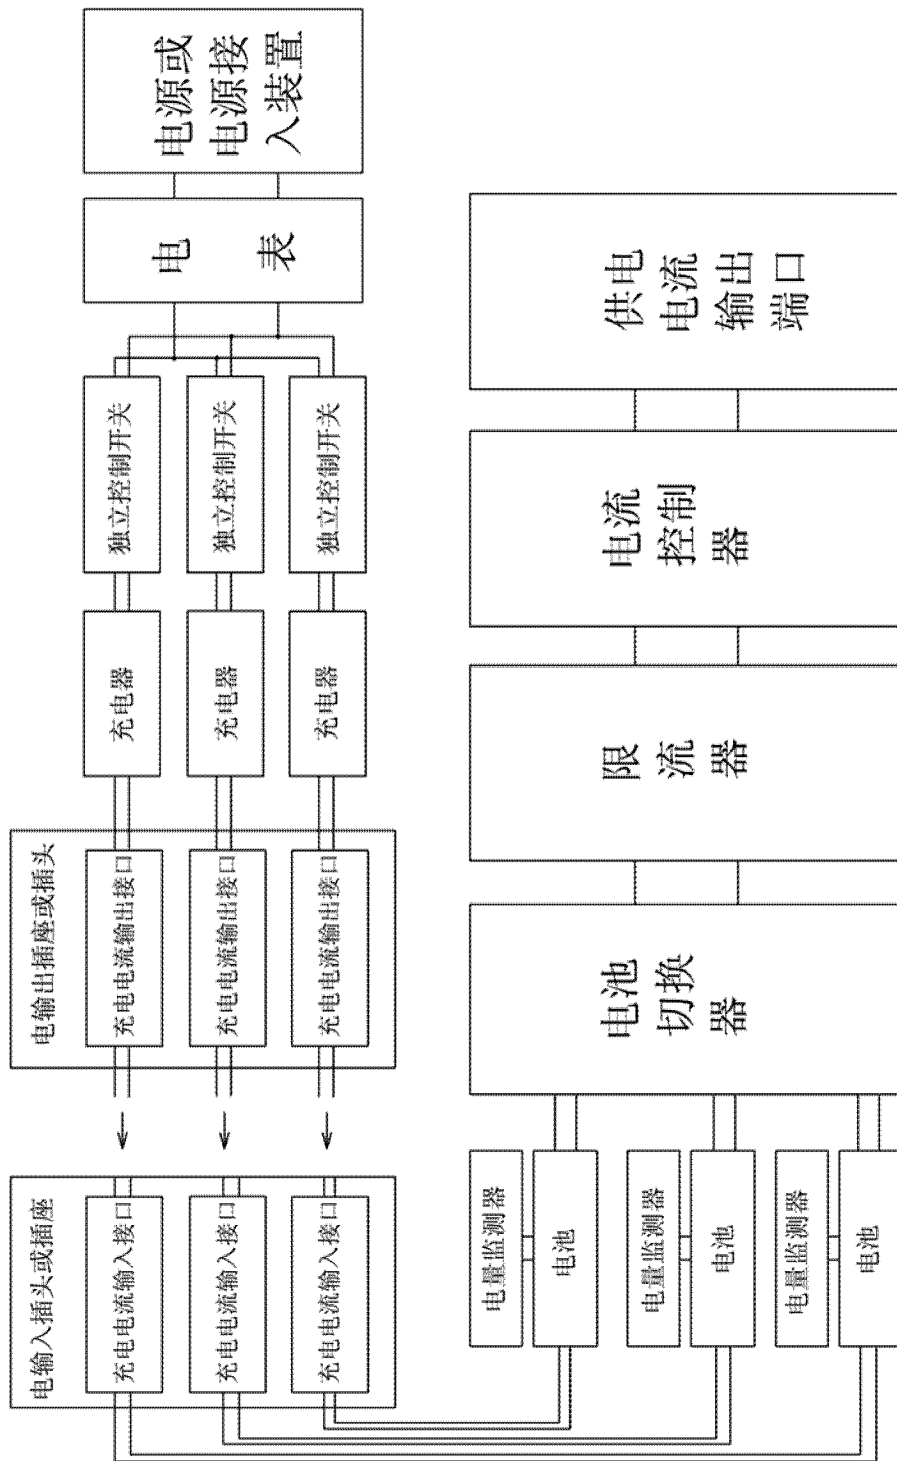 电输入插头或插座
充电电流输入接口
充电电流输入接口
充电电流输入接口
电输出插座或插头
充电电流输出接口
充电电流输出接口
充电电流输出接口
充电器
充电器
充电器
独立控制开关
独立控制开关
独立控制开关
电
表
电源或
电源接
入装置
电量监测器
电池
电量监测器
电池
电量监测器
电池
电池
切换
器
限
流
器
电流
控制
器
供电
电流
输出
端口